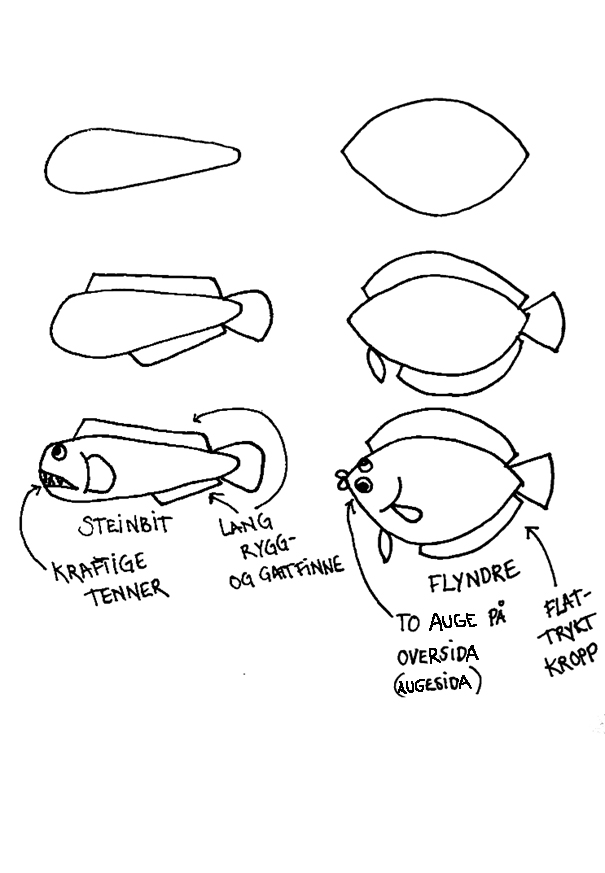 STEINBIT
KRAFTIGE
TENNER
LANG
RYGG-
OG GATTFINNE
FLYNDRE
TO AUGE PÅ
OVERSIDA
(AUGESIDA)
FLAT-
TRYKT
KROPP